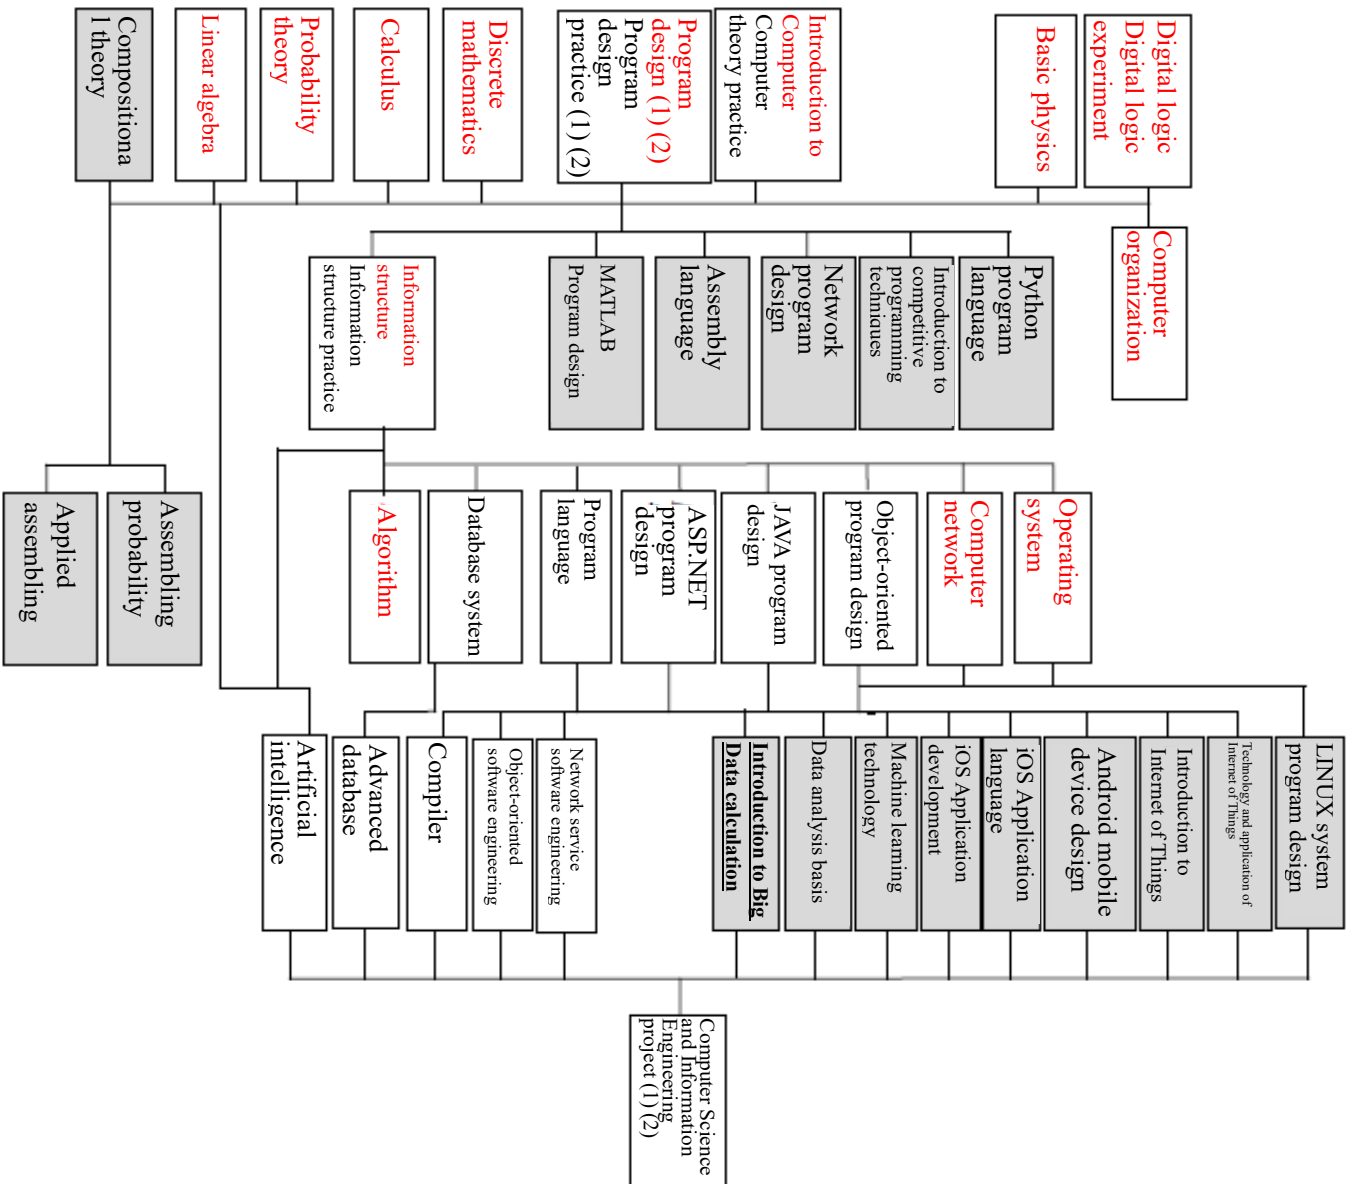 Compositiona
l theory
Linear algebra
Probability
theory
Calculus
Discrete
mathematics
Program
design (1) (2)
Program
design
practice (1) (2)
Introduction to
Computer
Computer
theory practice
Basic physics
Digital logic
Digital logic
experiment
Computer
organization
Information
structure
Information
structure practice
MATLAB
Program design
Assembly
language
Network
program
design
Introduction to
competitive
programming
techniques
Python
program
language
Applied
assembling
Assembling
probability
Algorithm
Database system
Program
language
ASP.NET
program
design
JAVA program
design
Object-oriented
program design
Computer
network
Operating
system
Artificial
intelligence
Advanced
database
Compiler
Object-oriented
software engineering
Network service
software engineering
Introduction to Big
Data calculation
Data analysis basis
Machine learning
technology
iOS Application
development
iOS Application
language
Android mobile
device design
Introduction to
Internet of Things
Technology and application of
Internet of Things
LINUX system
program design
Computer Science
and Information
Engineering
project (1) (2)